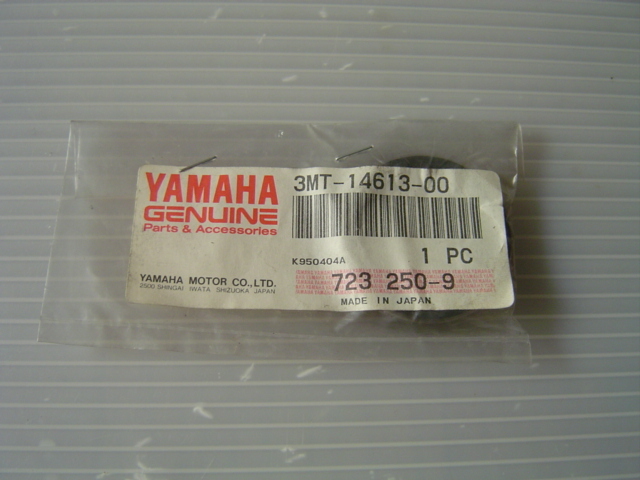 YAMAHA
GENUINE
Parts & Accessories
3MT-14613-00
K950404A
1 PC
YAMAHA MOTOR CO., LTD.
2500 SHINGAI IWATA SHIZUOKA JAPAN
723 250-9
MADE IN JAPAN